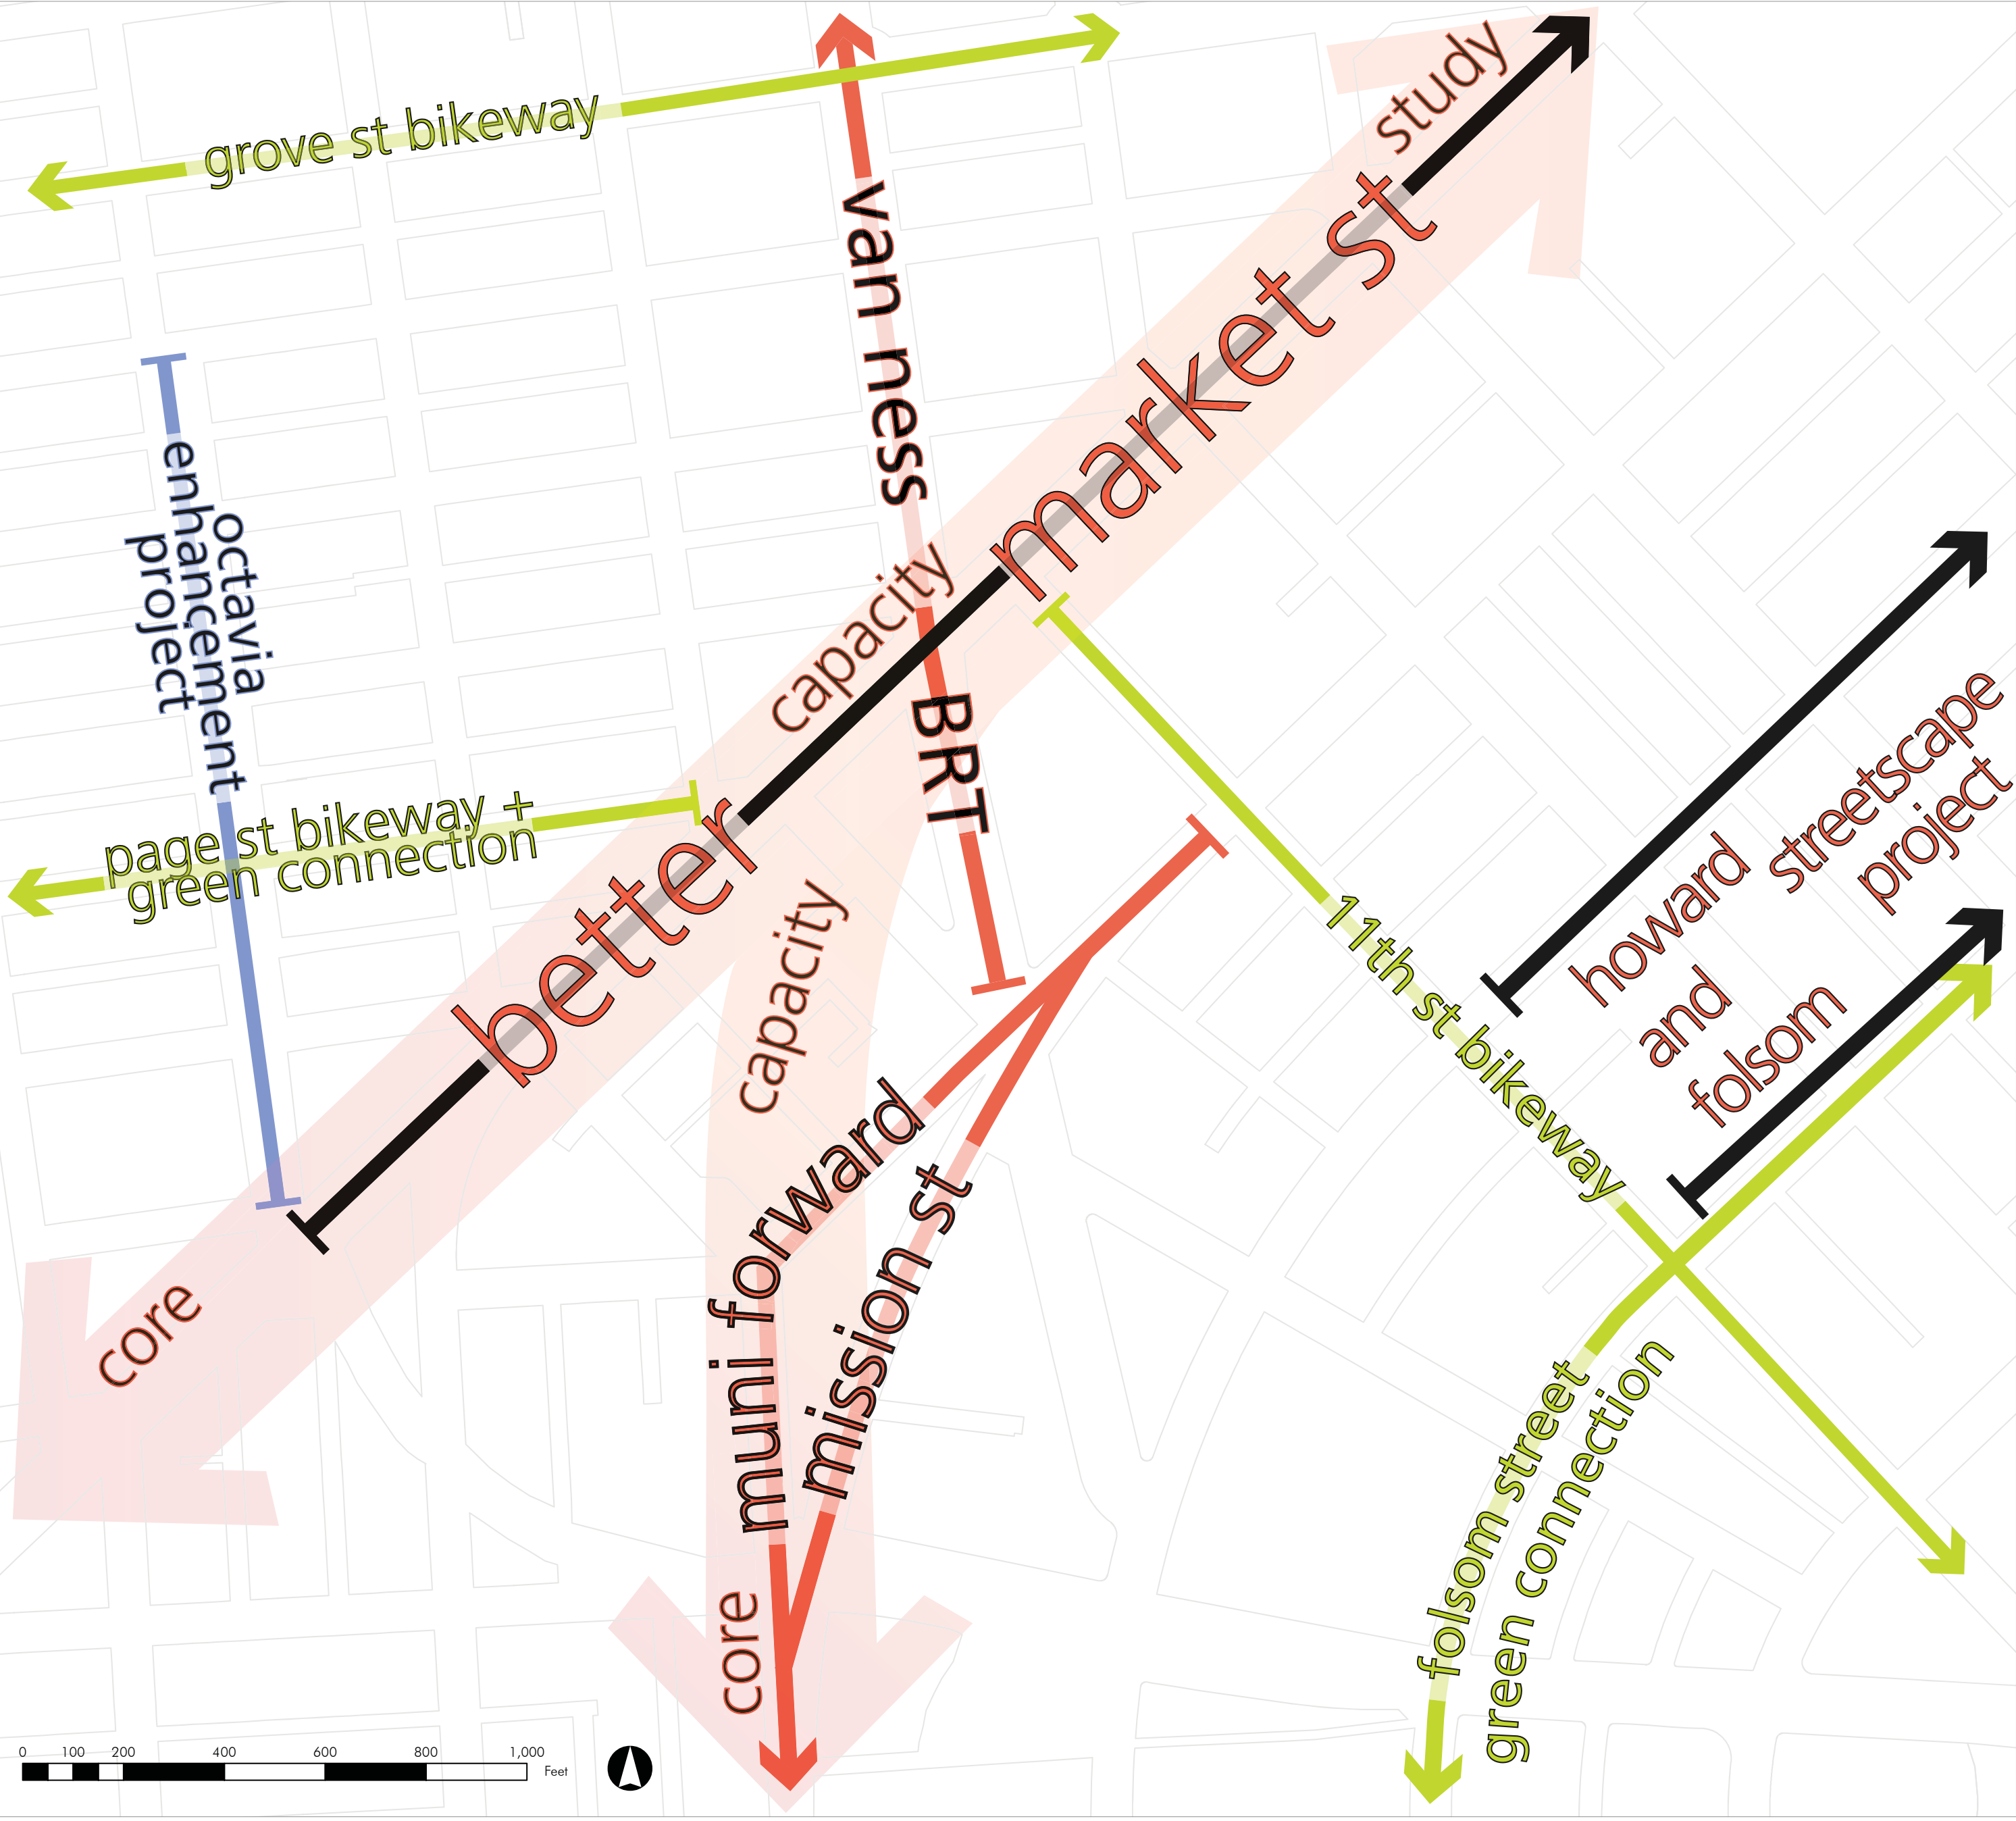 grove st bikeway
van ness
BRT
better
market st
core
capacity
study
octavia
enhancement
project
page st bikeway +
green connection
capacity
core
muni forward
mission st
11th st bikeway
howard
and
folsom
streetscape
project
folsom street
green connection
0 100 200 400 600 800 1,000
Feet